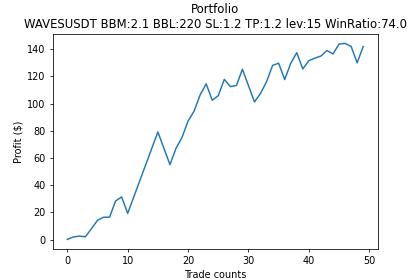 Portfolio
WAVESUSDT BBM:2.1 BBL:220 SL:1.2 TP:1.2 lev:15 WinRatio:74.0
140
120
100
80
60
40
20
0
Profit ($)
0 10 20 30 40 50
Trade counts